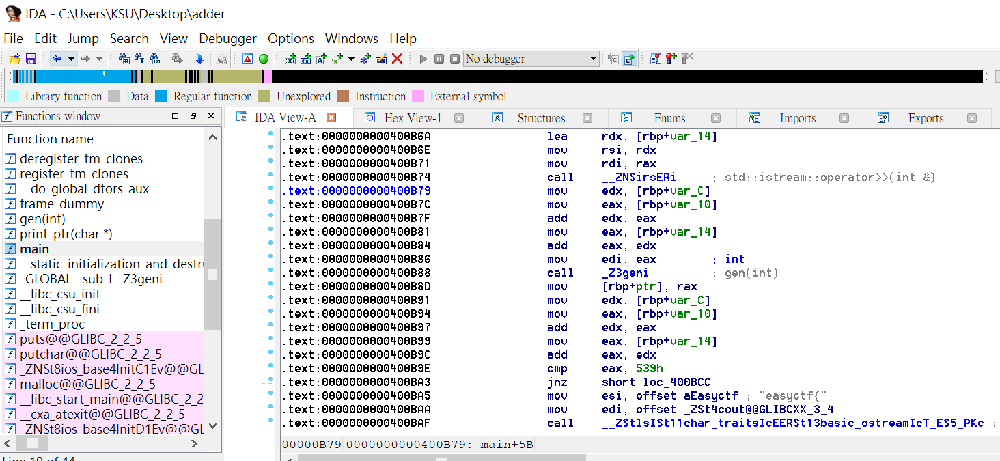 IDA - C:\Users\KSU\Desktop\adder
File Edit Jump Search View Debugger Options Windows Help
No debugger
Library function Data Regular function Unexplored Instruction External symbol
Functions window
IDA View-A Hex View-1 Structures Enums Imports Exports
Function name
deregister_tm_clones
register_tm_clones
__do_global_dtors_aux
frame_dummy
gen(int)
print_ptr(char *)
main
__static_initialization_and_destru
_GLOBAL__sub_I__Z3geni
__libc_csu_init
__libc_csu_fini
_term_proc
puts@@GLIBC_2_2_5
putchar@@GLIBC_2_2_5
_ZNSt8ios_base4InitC1Ev@@GL
malloc@@GLIBC_2_2_5
__libc_start_main@@GLIBC_2_2
__cxa_atexit@@GLIBC_2_2_5
_ZNSt8ios_base4InitD1Ev@@GL
Line 19 of 44
.text:0000000000400B6A lea rdx, [rbp+var_14]
.text:0000000000400B6E mov rsi, rdx
.text:0000000000400B71 mov rdi, rax
.text:0000000000400B74 call __ZNSirsERi ; std::istream::operator>>(int &)
.text:0000000000400B79 mov edx, [rbp+var_C]
.text:0000000000400B7C mov eax, [rbp+var_10]
.text:0000000000400B7F add edx, eax
.text:0000000000400B81 mov eax, [rbp+var_14]
.text:0000000000400B84 add eax, edx
.text:0000000000400B86 mov edi, eax ; int
.text:0000000000400B88 call _Z3geni ; gen(int)
.text:0000000000400B8D mov [rbp+ptr], rax
.text:0000000000400B91 mov edx, [rbp+var_C]
.text:0000000000400B94 mov eax, [rbp+var_10]
.text:0000000000400B97 add edx, eax
.text:0000000000400B99 mov eax, [rbp+var_14]
.text:0000000000400B9C add eax, edx
.text:0000000000400B9E cmp eax, 539h
.text:0000000000400BA3 jnz short loc_400BCC
.text:0000000000400BA5 mov esi, offset aEasyctf ; "easyctf{"
.text:0000000000400BAA mov edi, offset _ZSt4cout@@GLIBCXX_3_4
.text:0000000000400BAF call __ZStlsISt11char_traitsIcEERSt13basic_ostreamIcT_ES5_PKc ;
00000B79 0000000000400B79: main+5B